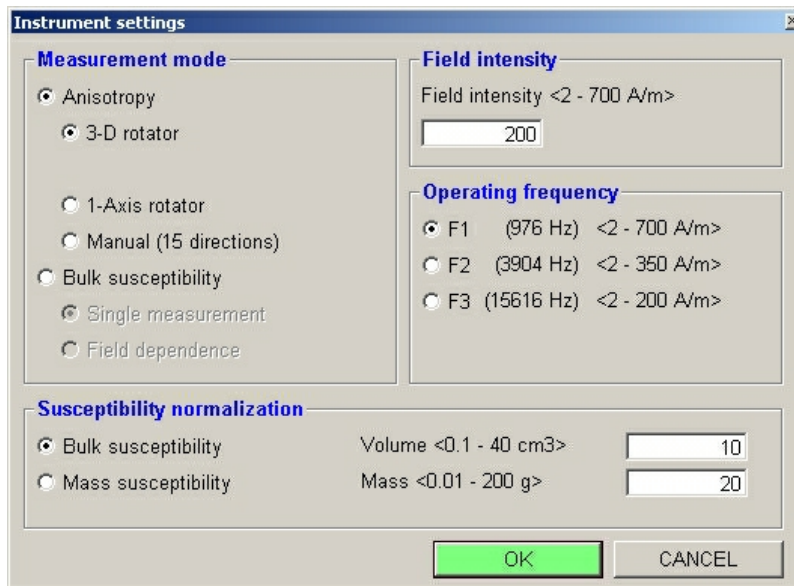 Instrument settings
Measurement mode
Anisotropy
3-D rotator
1-Axis rotator
Manual (15 directions)
Bulk susceptibility
Single measurement
Field dependence
Field intensity
Field intensity <2 - 700 A/m>
200
Operating frequency
F1 (976 Hz) <2 - 700 A/m>
F2 (3904 Hz) <2 - 350 A/m>
F3 (15616 Hz) <2 - 200 A/m>
Susceptibility normalization
Bulk susceptibility Volume <0.1 - 40 cm3> 10
Mass susceptibility Mass <0.01 - 200 g> 20
OK CANCEL